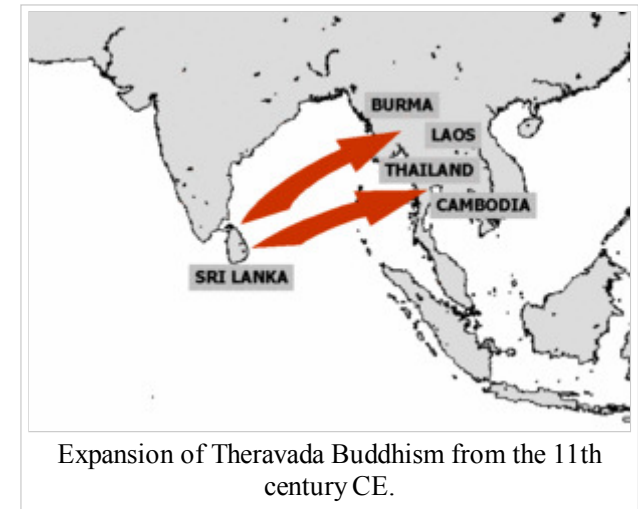 BURMA
LAOS
THAILAND
CAMBODIA
SRI LANKA
Expansion of Theravada Buddhism from the 11th
century CE.